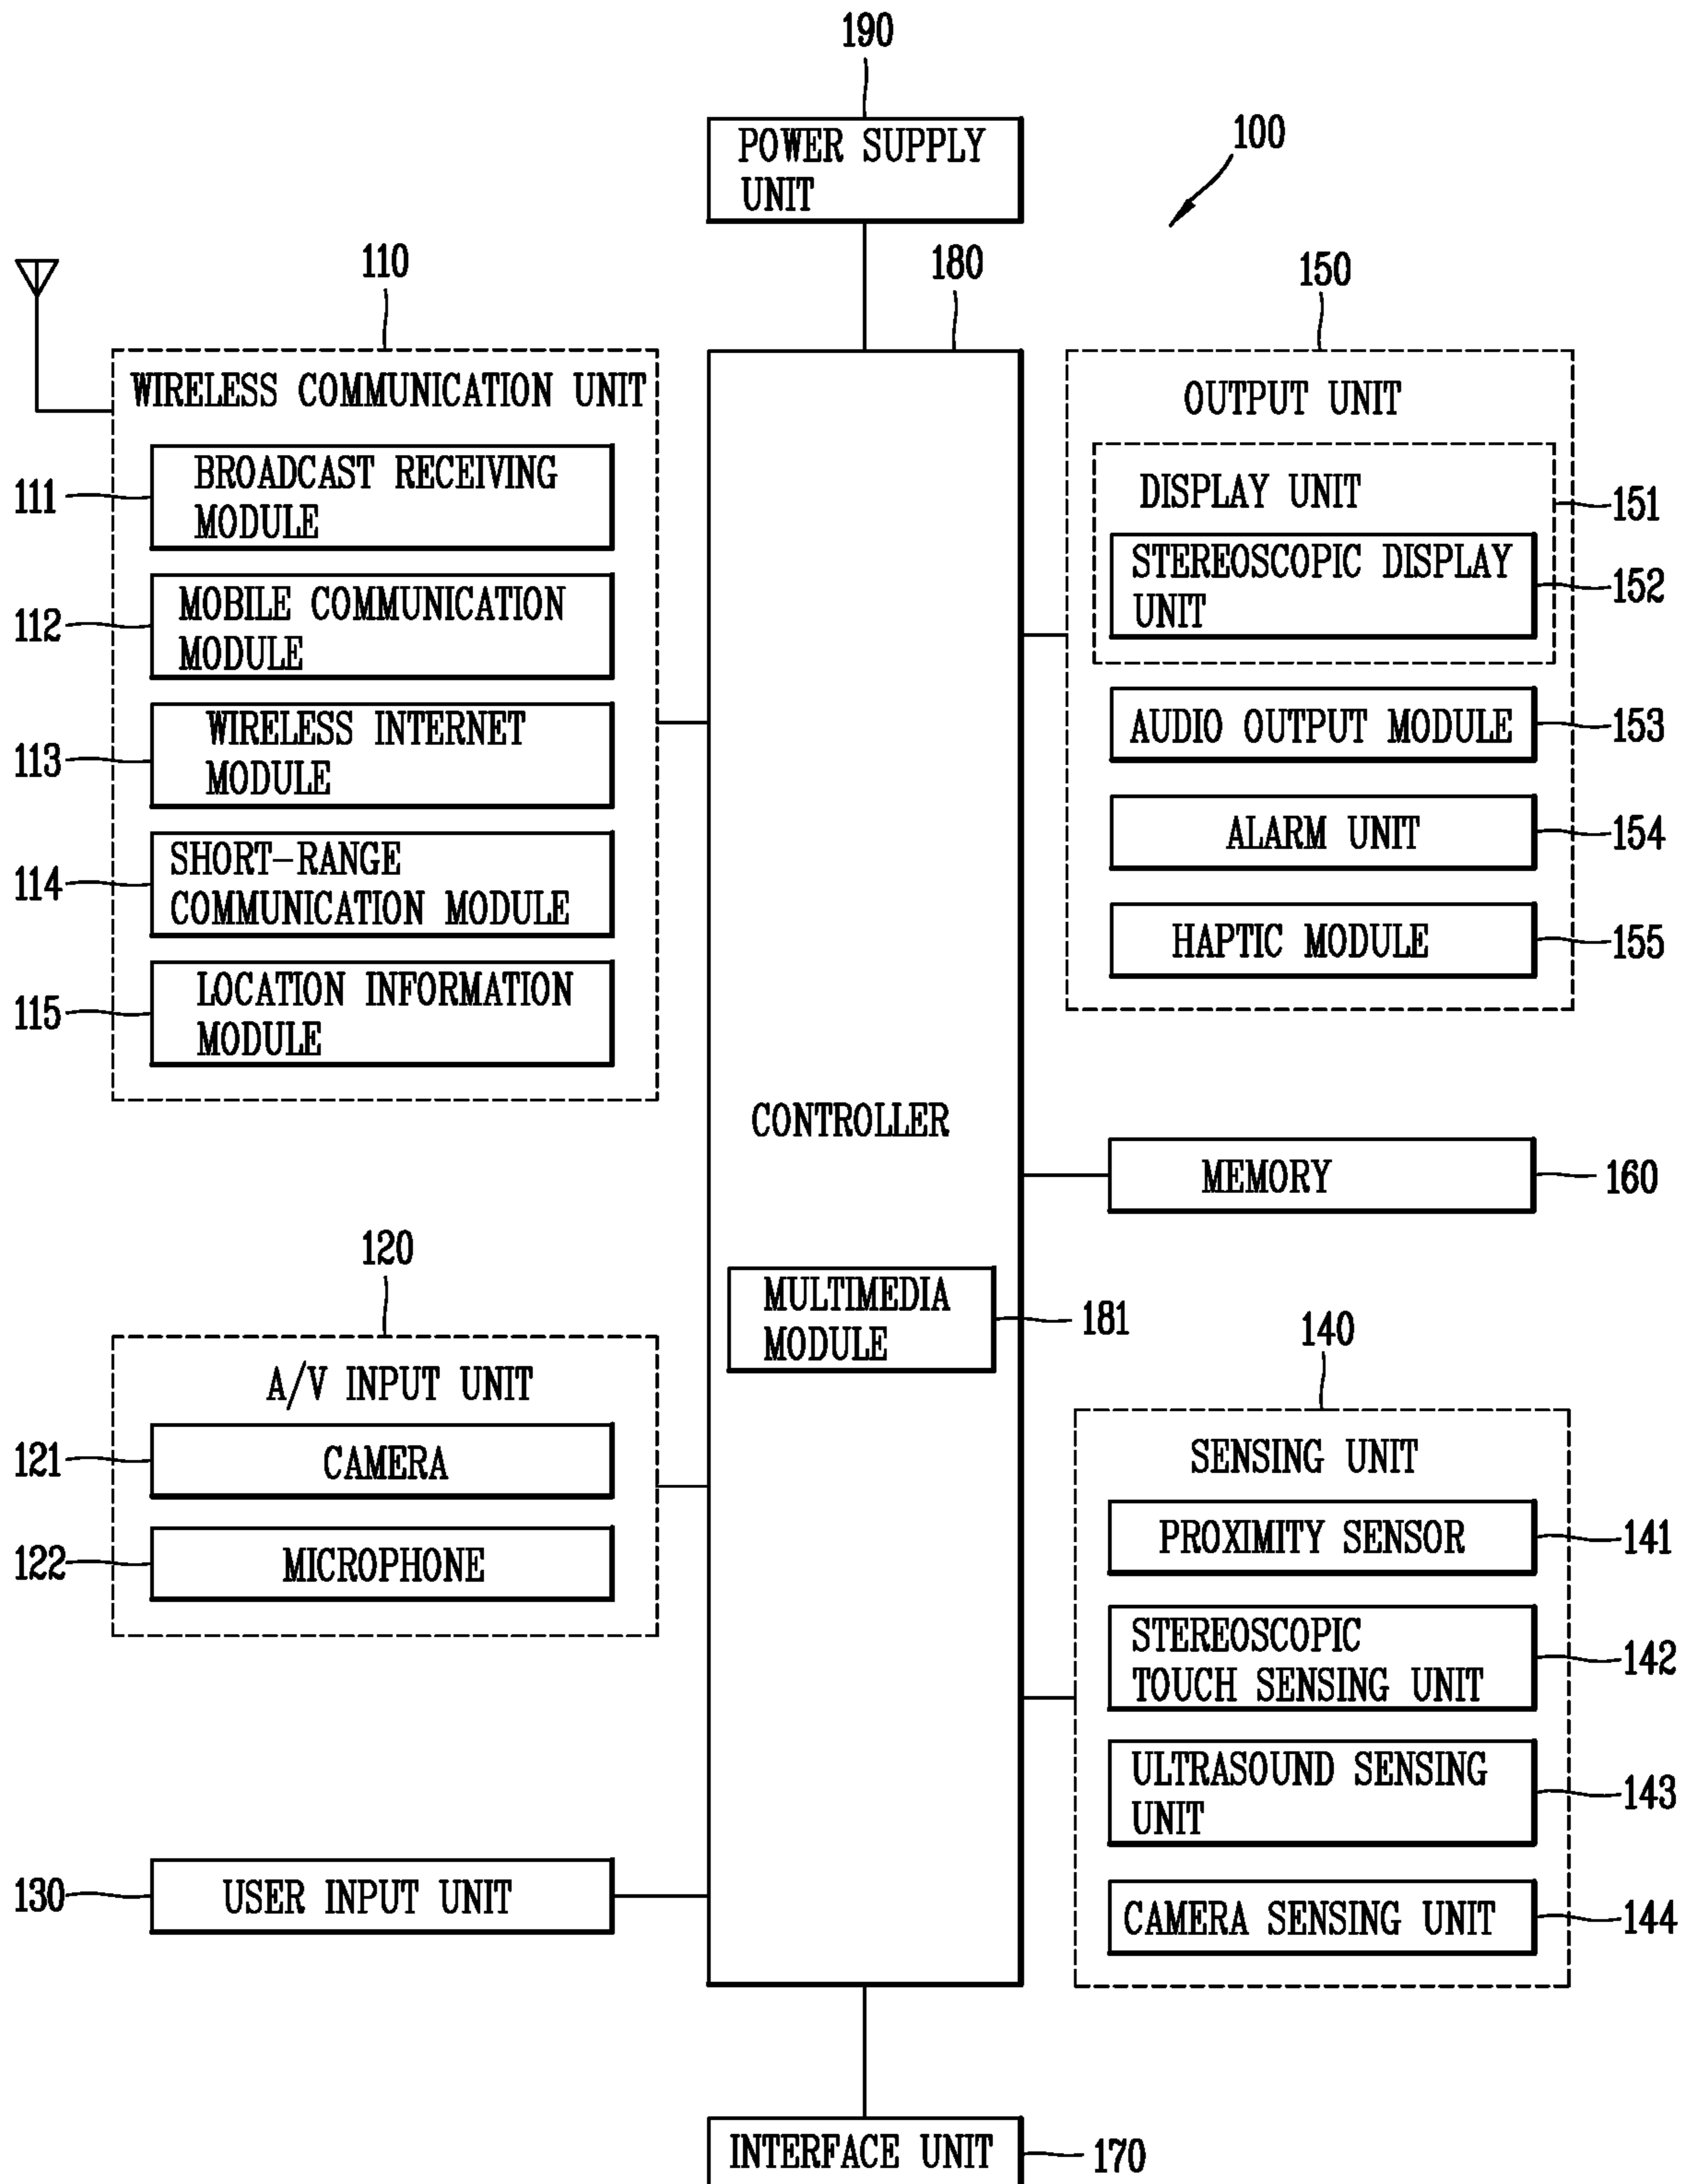 190
POWER SUPPLY
UNIT
100
110
180
150
WIRELESS COMMUNICATION UNIT
111
BROADCAST RECEIVING
MODULE
112
MOBILE COMMUNICATION
MODULE
113
WIRELESS INTERNET
MODULE
114
SHORT-RANGE
COMMUNICATION MODULE
115
LOCATION INFORMATION
MODULE
OUTPUT UNIT
DISPLAY UNIT
151
STEREOSCOPIC DISPLAY
UNIT
152
AUDIO OUTPUT MODULE
153
ALARM UNIT
154
HAPTIC MODULE
155
CONTROLLER
MEMORY
160
MULTIMEDIA
MODULE
181
120
A/V INPUT UNIT
121
CAMERA
122
MICROPHONE
140
SENSING UNIT
PROXIMITY SENSOR
141
STEREOSCOPIC
TOUCH SENSING UNIT
142
ULTRASOUND SENSING
UNIT
143
CAMERA SENSING UNIT
144
130
USER INPUT UNIT
INTERFACE UNIT
170